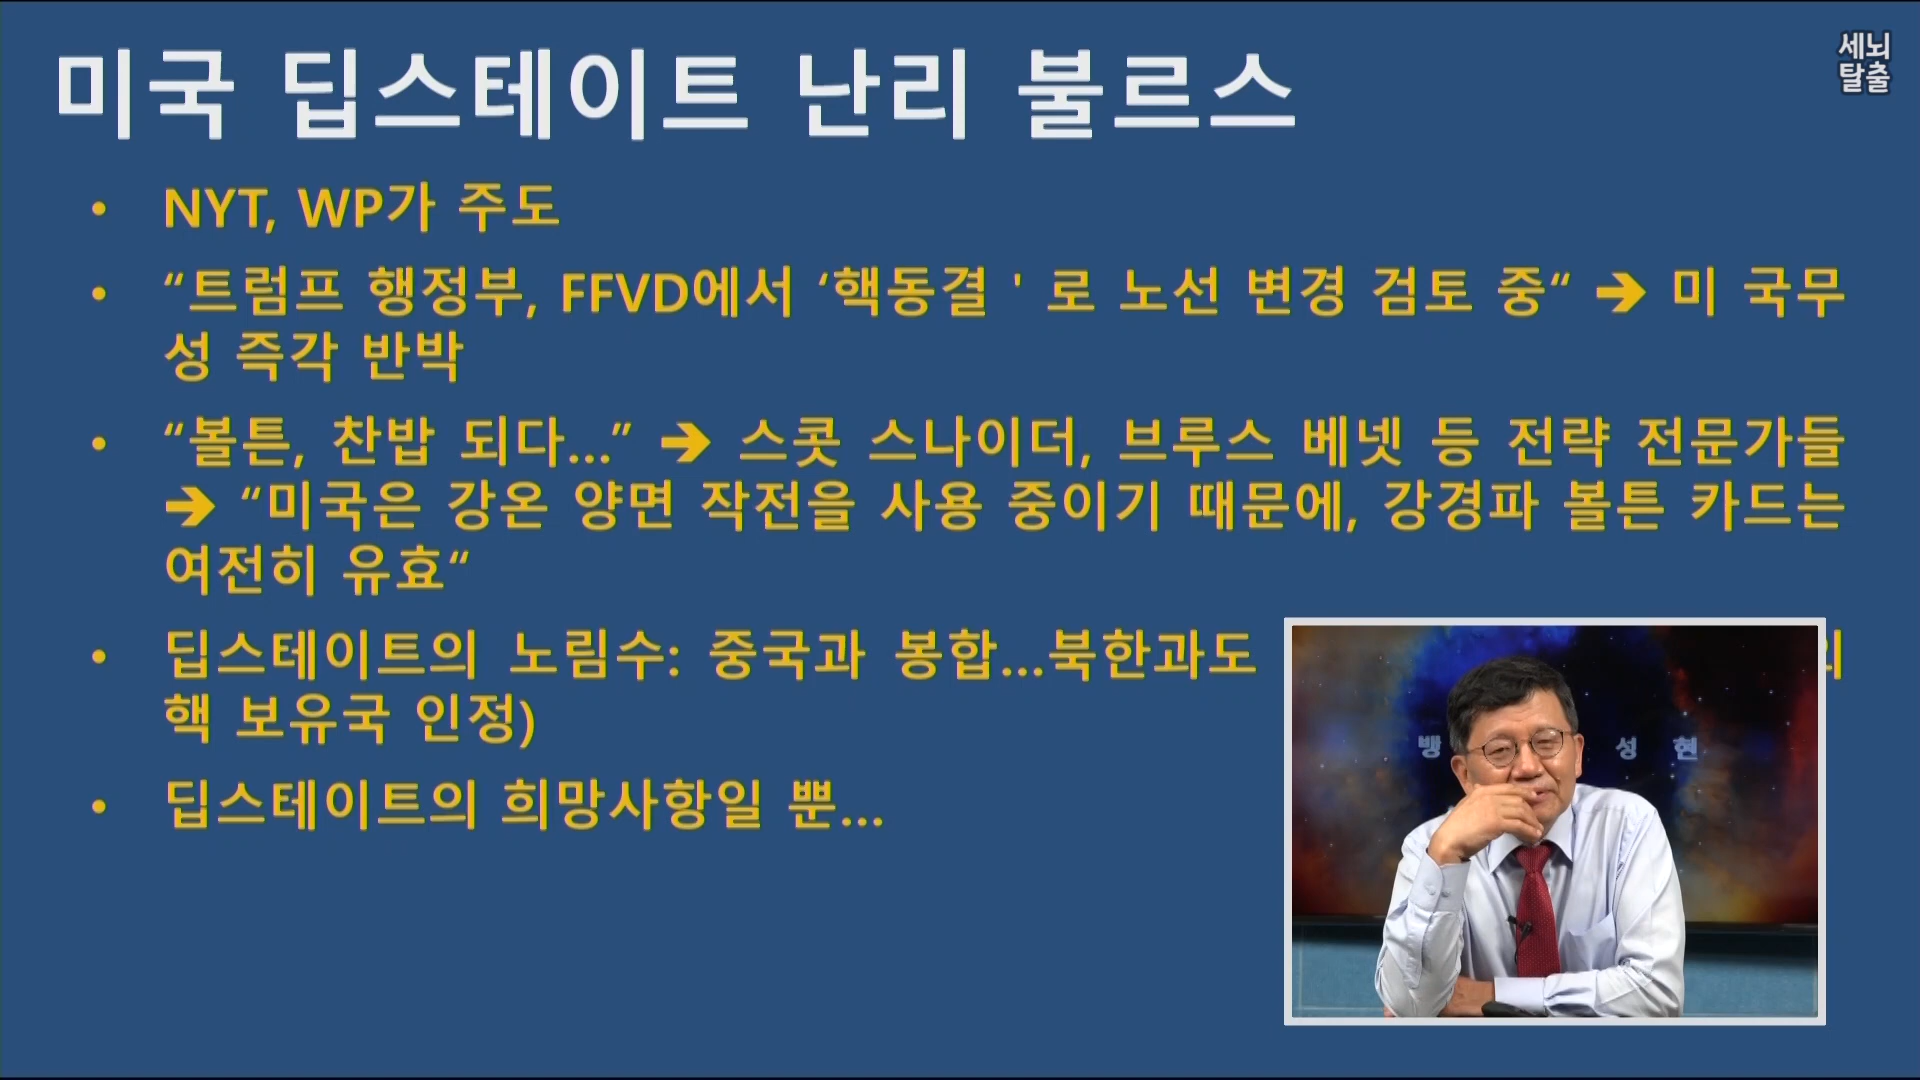 미국 딥스테이트 난리 불르스
세뇌
탈출
• NYT, WP가 주도
• “트럼프 행정부, FFVD에서 ‘핵동결 ' 로 노선 변경 검토 중“ ➔ 미 국무
성 즉각 반박
• “볼튼, 찬밥 되다...” ➔ 스콧 스나이더, 브루스 베넷 등 전략 전문가들
➔ “미국은 강온 양면 작전을 사용 중이기 때문에, 강경파 볼튼 카드는
여전히 유효“
• 딥스테이트의 노림수: 중국과 봉합...북한과도
핵 보유국 인정)
• 딥스테이트의 희망사항일 뿐...
성 현